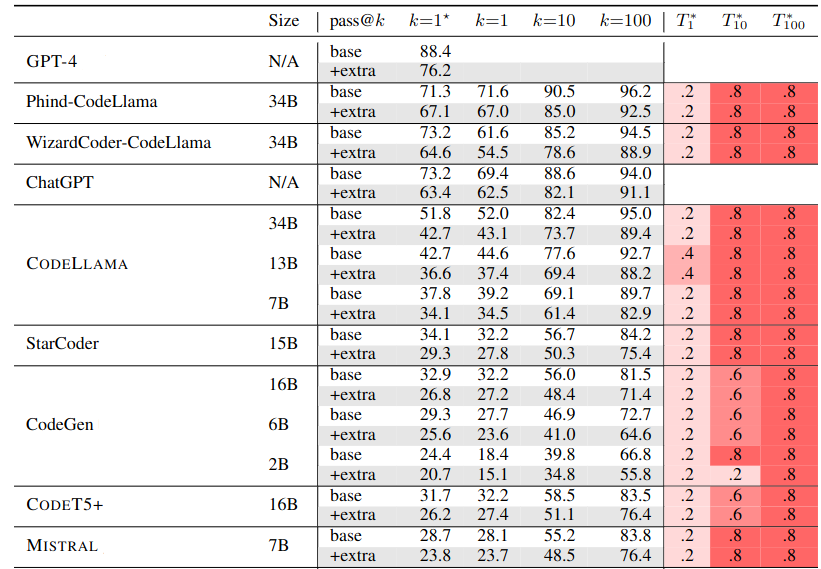 Size pass@k k=1* k=1 k=10 k=100 T₁* T₁₀* T₁₀₀*
GPT-4 N/A base 88.4
+extra 76.2
Phind-CodeLlama 34B base 71.3 71.6 90.5 96.2 .2 .8 .8
+extra 67.1 67.0 85.0 92.5 .2 .8 .8
WizardCoder-CodeLlama 34B base 73.2 61.6 85.2 94.5 .2 .8 .8
+extra 64.6 54.5 78.6 88.9 .2 .8 .8
ChatGPT N/A base 73.2 69.4 88.6 94.0
+extra 63.4 62.5 82.1 91.1
CODELLAMA 34B base 51.8 52.0 82.4 95.0 .2 .8 .8
+extra 42.7 43.1 73.7 89.4 .2 .8 .8
13B base 42.7 44.6 77.6 92.7 .4 .8 .8
+extra 36.6 37.4 69.4 88.2 .4 .8 .8
7B base 37.8 39.2 69.1 89.7 .2 .8 .8
+extra 34.1 34.5 61.4 82.9 .2 .8 .8
StarCoder 15B base 34.1 32.2 56.7 84.2 .2 .8 .8
+extra 29.3 27.8 50.3 75.4 .2 .8 .8
CodeGen 16B base 32.9 32.2 56.0 81.5 .2 .6 .8
+extra 26.8 27.2 48.4 71.4 .2 .6 .8
6B base 29.3 27.7 46.9 72.7 .2 .6 .8
+extra 25.6 23.6 41.0 64.6 .2 .6 .8
2B base 24.4 18.4 39.8 66.8 .2 .8 .8
+extra 20.7 15.1 34.8 55.8 .2 .2 .8
CODET5+ 16B base 31.7 32.2 58.5 83.5 .2 .6 .8
+extra 26.2 27.4 51.1 76.4 .2 .6 .8
MISTRAL 7B base 28.7 28.1 55.2 83.8 .2 .8 .8
+extra 23.8 23.7 48.5 76.4 .2 .8 .8